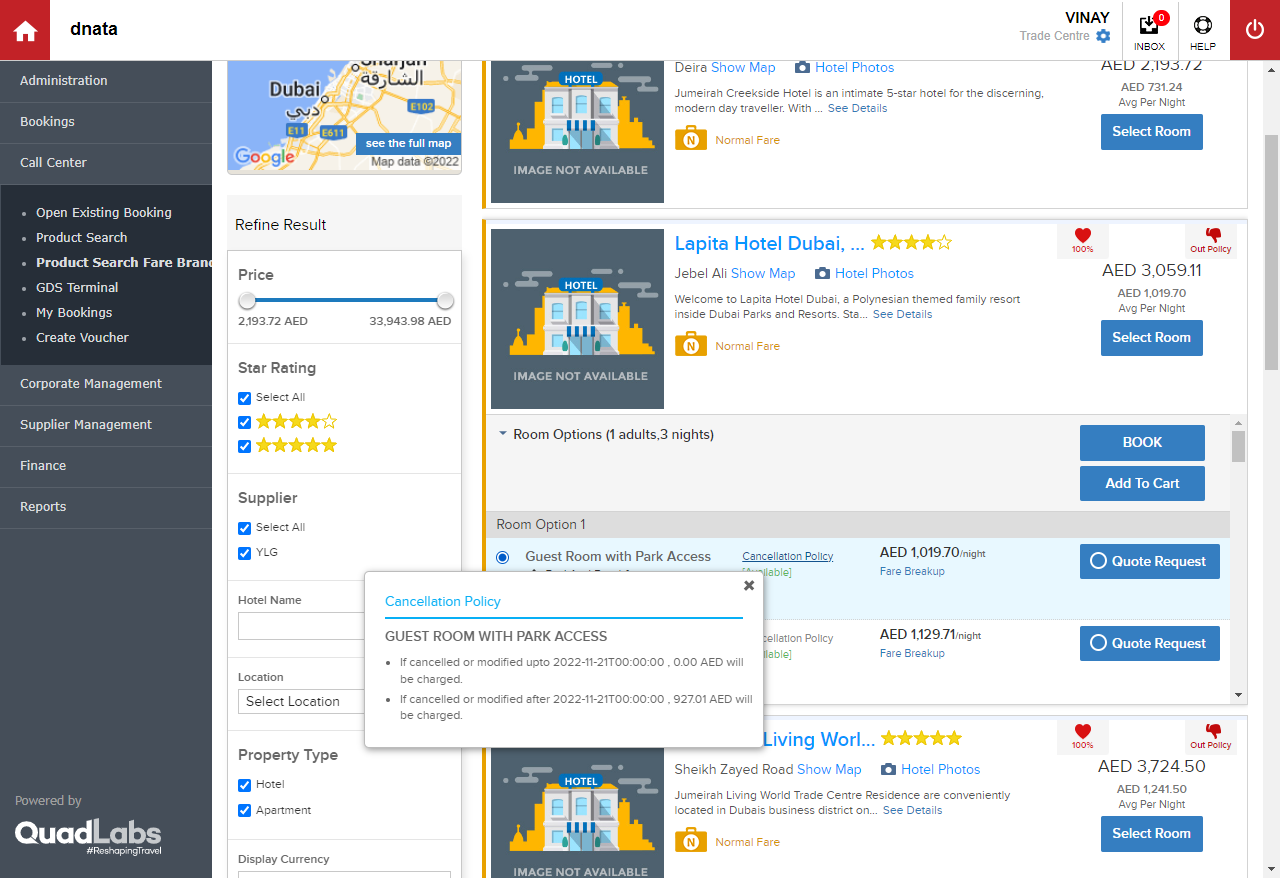 dnata
VINAY
Trade Centre
0
INBOX
HELP
Administration
Bookings
Call Center
Open Existing Booking
Product Search
Product Search Fare Brand
GDS Terminal
My Bookings
Create Voucher
Corporate Management
Supplier Management
Finance
Reports
Powered by
QuadLabs
#ReshapingTravel
Sharjah
الشارقة
Dubai
دبي
E102
E11
E611
see the full map
Google
Map data ©2022
Refine Result
Price
2,193.72 AED
33,943.98 AED
Star Rating
Select All
Supplier
Select All
YLG
Hotel Name
Location
Select Location
Property Type
Hotel
Apartment
Display Currency
HOTEL
IMAGE NOT AVAILABLE
Deira Show Map
Hotel Photos
Jumeirah Creekside Hotel is an intimate 5-star hotel for the discerning,
modern day traveller. With ... See Details
N
Normal Fare
AED 2,193.72
AED 731.24
Avg Per Night
Select Room
HOTEL
IMAGE NOT AVAILABLE
Lapita Hotel Dubai, ...
Jebel Ali Show Map
Hotel Photos
Welcome to Lapita Hotel Dubai, a Polynesian themed family resort
inside Dubai Parks and Resorts. Sta... See Details
N
Normal Fare
100%
Out Policy
AED 3,059.11
AED 1,019.70
Avg Per Night
Select Room
Room Options (1 adults,3 nights)
BOOK
Add To Cart
Room Option 1
Guest Room with Park Access
Cancellation Policy
AED 1,019.70/night
Fare Breakup
Quote Request
AED 1,129.71/night
Fare Breakup
Quote Request
Cancellation Policy
GUEST ROOM WITH PARK ACCESS
If cancelled or modified upto 2022-11-21T00:00:00 , 0.00 AED will
be charged.
If cancelled or modified after 2022-11-21T00:00:00 , 927.01 AED will
be charged.
HOTEL
IMAGE NOT AVAILABLE
Living Worl...
Sheikh Zayed Road Show Map
Hotel Photos
Jumeirah Living World Trade Centre Residence are conveniently
located in Dubais business district on... See Details
N
Normal Fare
100%
Out Policy
AED 3,724.50
AED 1,241.50
Avg Per Night
Select Room